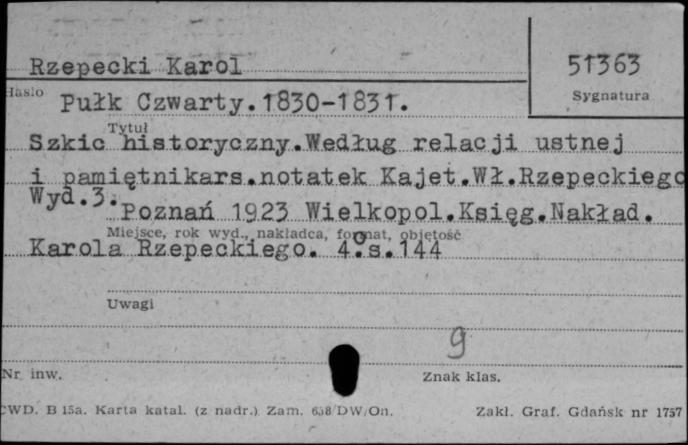 Rzepecki Karol
51363
Hasło
Sygnatura
Pułk Czwarty.1830-1831.
Tytuł
Szkic historyczny.Według relacji ustnej
i pamiętnikars.notatek Kajet.Wł.Rzepeckiego
Wyd.3.
Poznań 1923 Wielkopol.Księg.Nakład.
Miejsce, rok wyd., nakładca, format, objętość
Karola Rzepeckiego. 4°.s.144
Uwagi
9
Nr inw.
Znak klas.
CWD. B 15a. Karta katal. (z nadr.) Zam. 638/DW/On.
Zakł. Graf. Gdańsk nr 1757